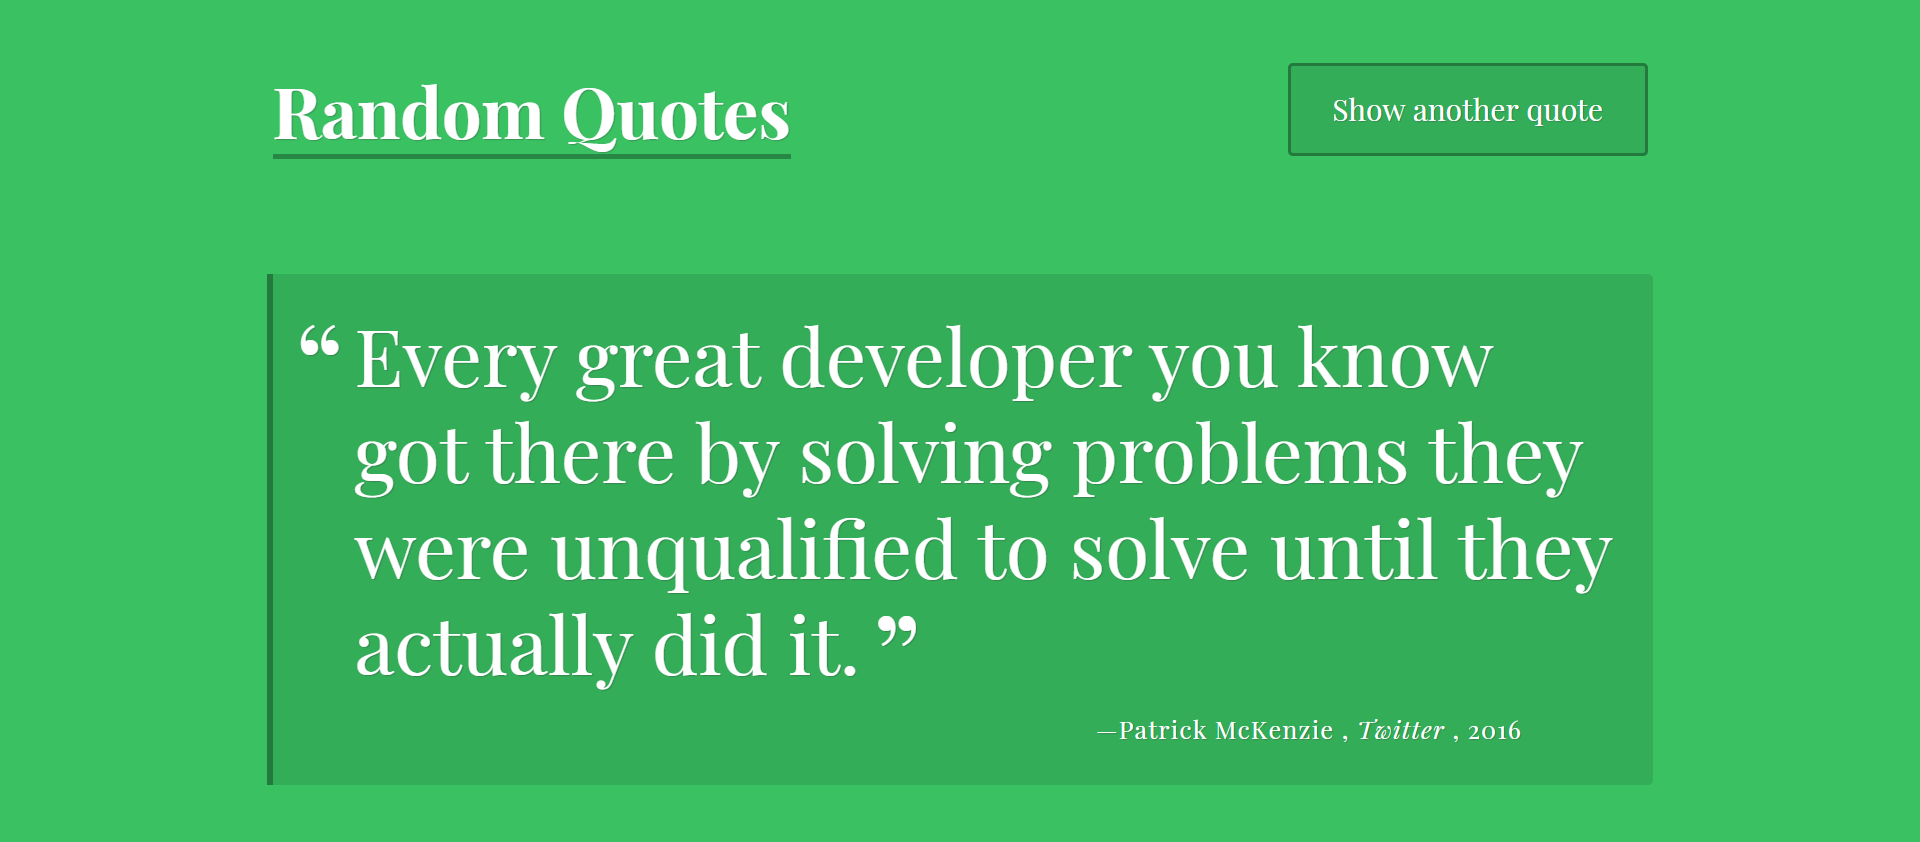 Random Quotes
Show another quote
“ Every great developer you know
got there by solving problems they
were unqualified to solve until they
actually did it. ”
—Patrick McKenzie , Twitter , 2016